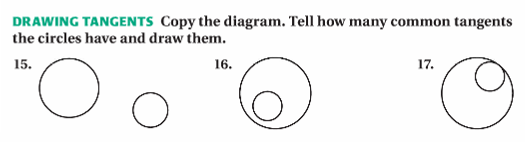 DRAWING TANGENTS Copy the diagram. Tell how many common tangents
the circles have and draw them.
15. 16. 17.